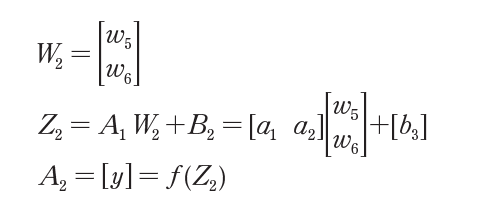 W₂ = [w₅ w₆]
Z₂ = A₁ W₂ + B₂ = [a₁ a₂] [w₅ w₆] + [b₃]
A₂ = [y] = f(Z₂)